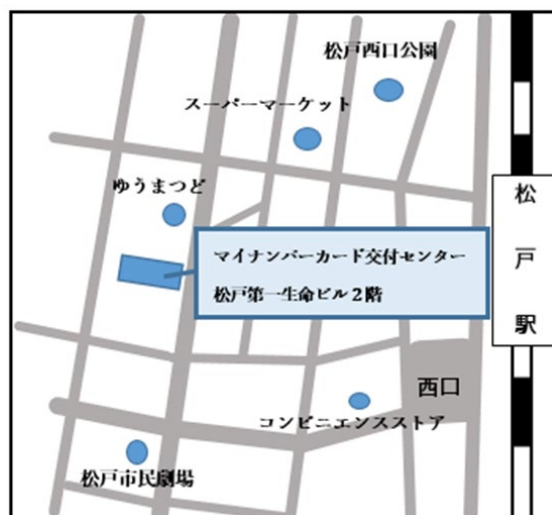 松戸西口公園
スーパーマーケット
ゆうまつど
松戸駅
マイナンバーカード交付センター
松戸第一生命ビル2階
西口
コンビニエンスストア
松戸市民劇場